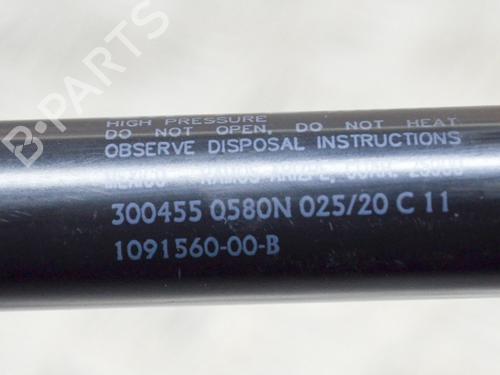 B-PARTS
HIGH PRESSURE
DO NOT OPEN, DO NOT HEAT
OBSERVE DISPOSAL INSTRUCTIONS
300455 0580N 025/20 C 11
1091560-00-B